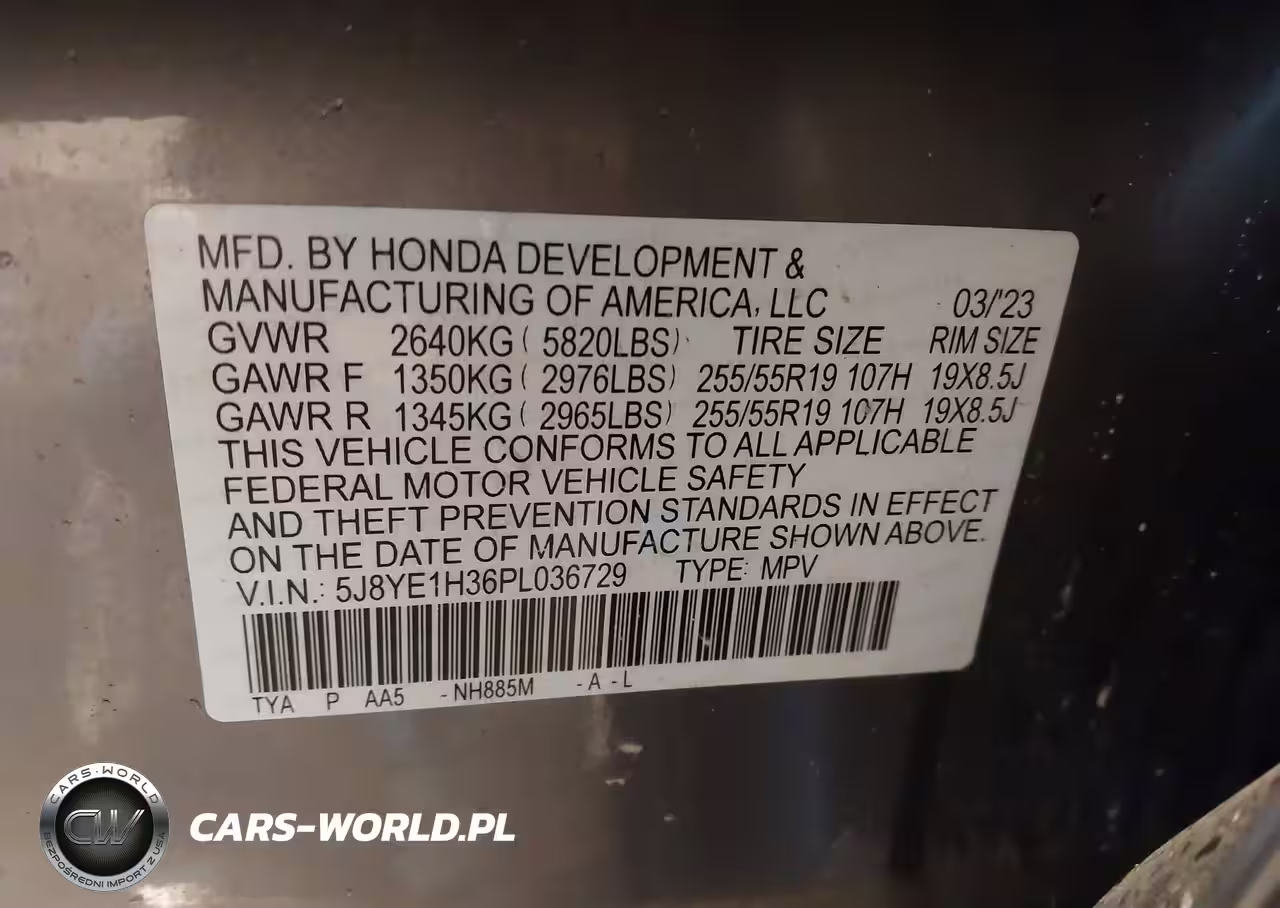 MFD. BY HONDA DEVELOPMENT &
MANUFACTURING OF AMERICA, LLC 03/'23
GVWR 2640KG ( 5820LBS) TIRE SIZE RIM SIZE
GAWR F 1350KG ( 2976LBS) 255/55R19 107H 19X8.5J
GAWR R 1345KG ( 2965LBS) 255/55R19 107H 19X8.5J
THIS VEHICLE CONFORMS TO ALL APPLICABLE
FEDERAL MOTOR VEHICLE SAFETY
AND THEFT PREVENTION STANDARDS IN EFFECT
ON THE DATE OF MANUFACTURE SHOWN ABOVE.
V.I.N.: 5J8YE1H36PL036729 TYPE: MPV
TYA P AA5 -NH885M -A -L
CARS-WORLD
CW
BEZPOŚREDNI IMPORT Z USA
CARS-WORLD.PL